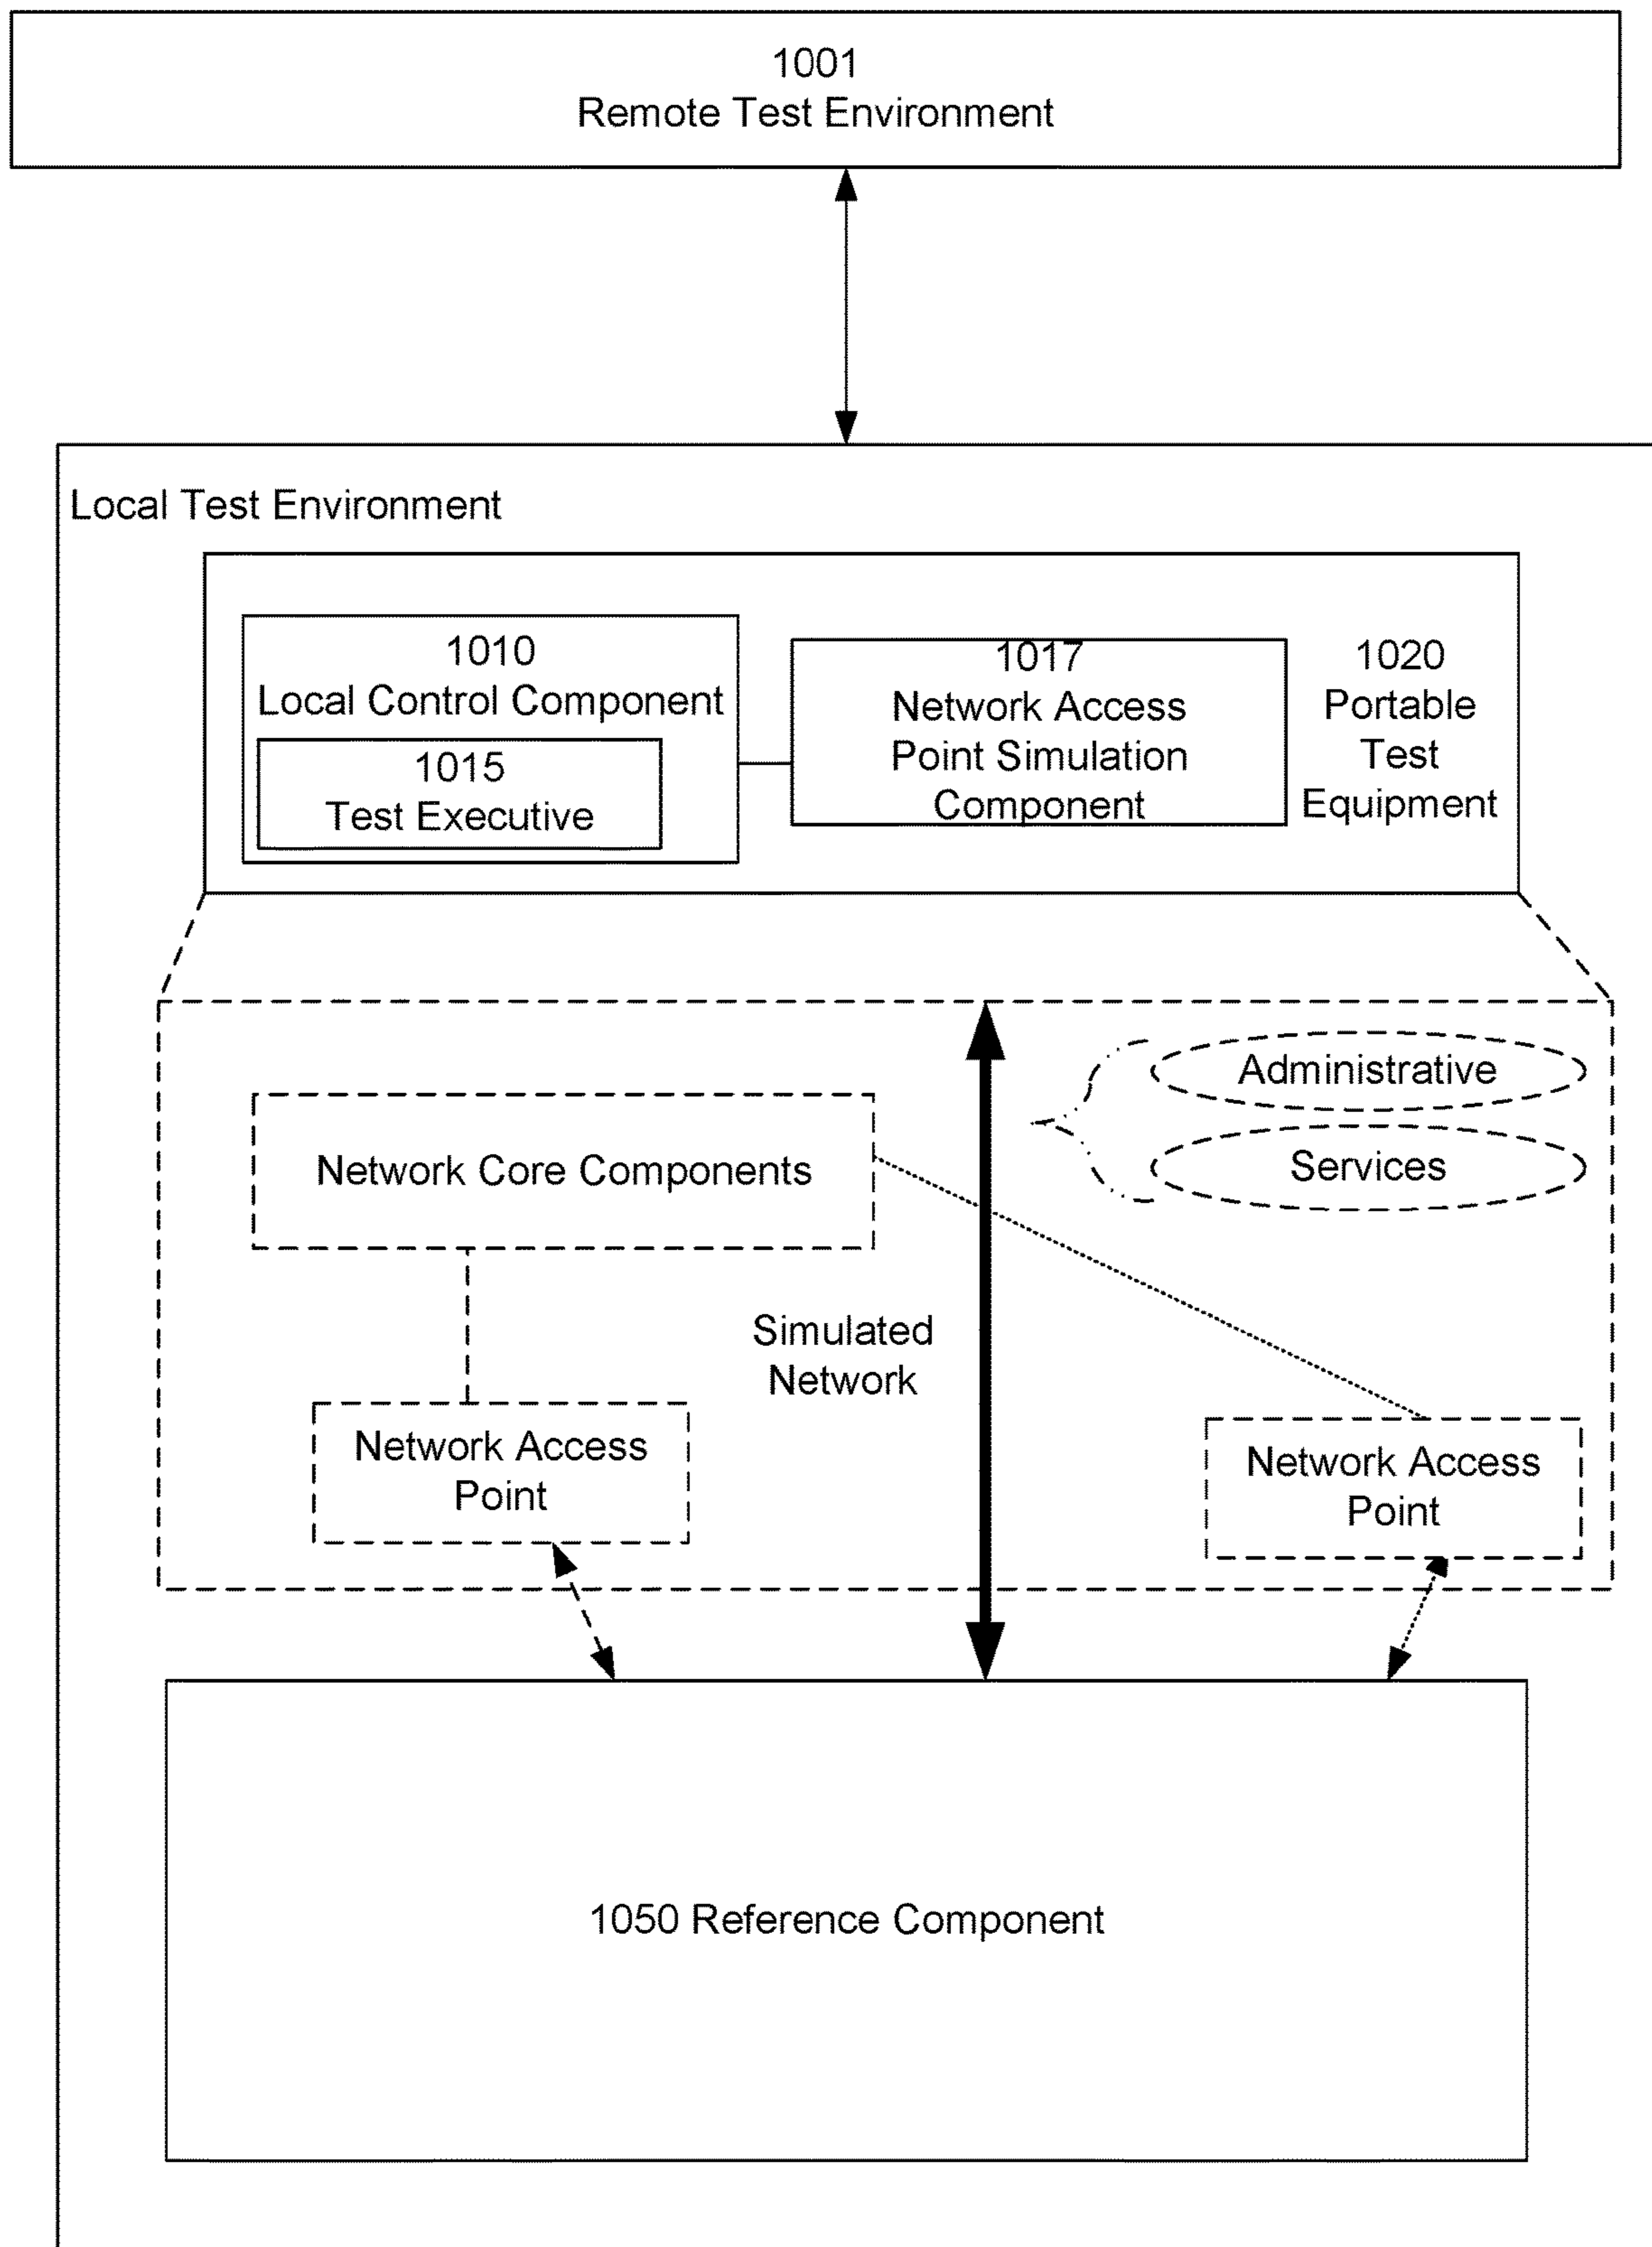 1001
Remote Test Environment
Local Test Environment
1010
Local Control Component
1015
Test Executive
1017
Network Access
Point Simulation
Component
1020
Portable
Test
Equipment
Administrative
Services
Network Core Components
Simulated
Network
Network Access
Point
Network Access
Point
1050 Reference Component